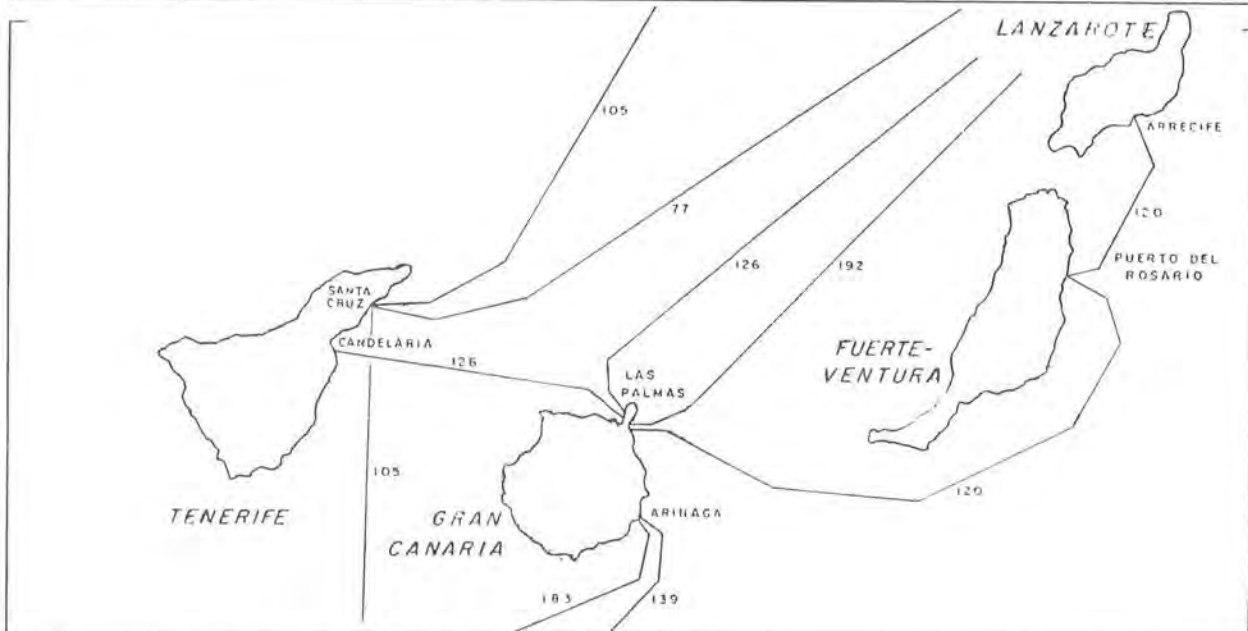 LANZAROTE
105
ARRECIFE
77
120
126
192
PUERTO DEL
ROSARIO
SANTA
CRUZ
CANDELARIA
126
FUERTE-
VENTURA
LAS
PALMAS
105
120
TENERIFE
GRAN
CANARIA
ARINAGA
183
139